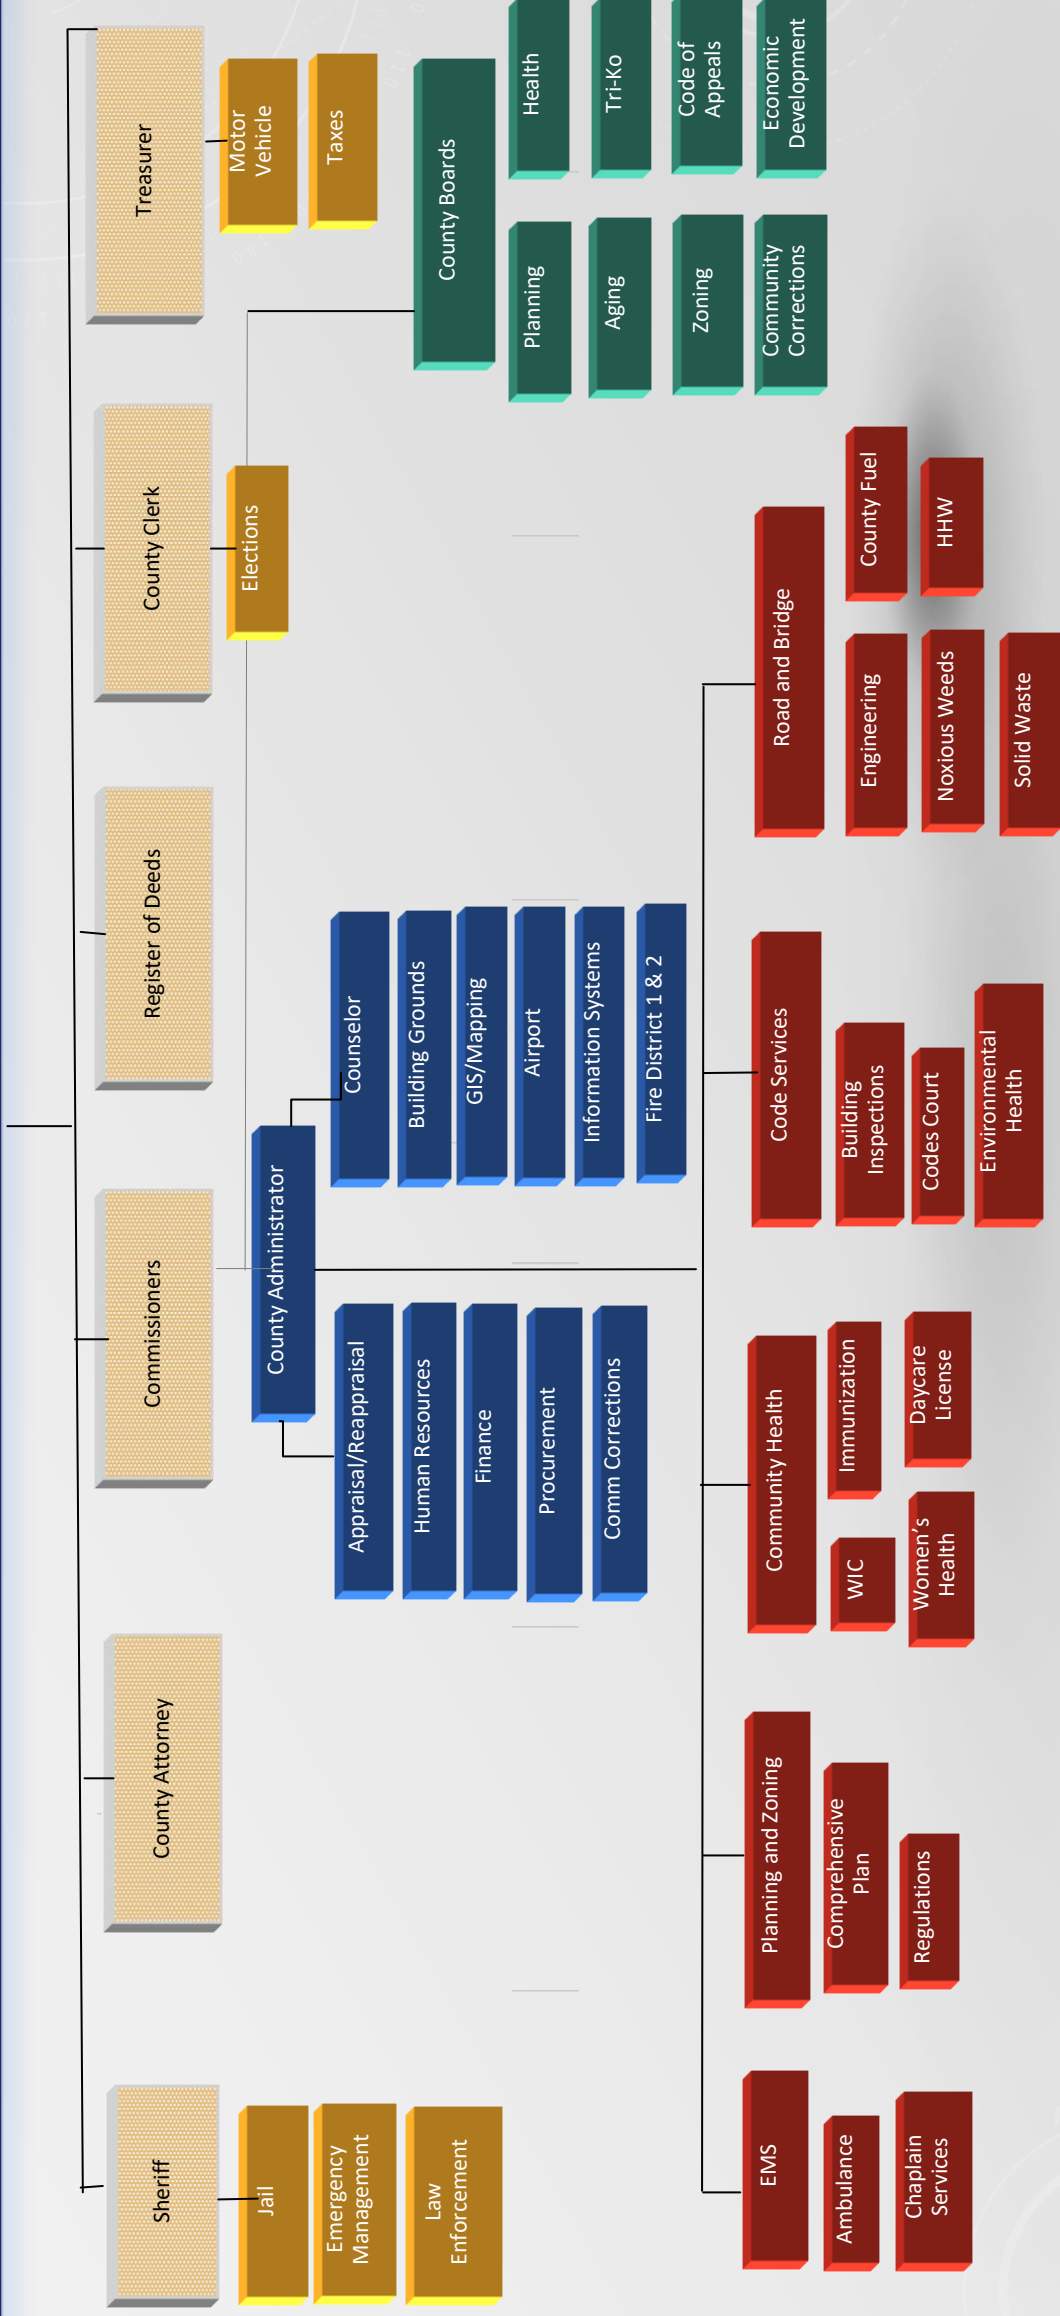 Sheriff
County Attorney
Commissioners
Register of Deeds
County Clerk
Treasurer
Jail
Emergency
Management
Law
Enforcement
Elections
Motor
Vehicle
Taxes
County Administrator
Appraisal/Reappraisal
Human Resources
Finance
Procurement
Comm Corrections
Counselor
Building Grounds
GIS/Mapping
Airport
Information Systems
Fire District 1 & 2
County Boards
Planning
Health
Aging
Tri-Ko
Zoning
Code of
Appeals
Community
Corrections
Economic
Development
EMS
Ambulance
Chaplain
Services
Planning and Zoning
Comprehensive
Plan
Regulations
Community Health
WIC
Immunization
Women's
Health
Daycare
License
Code Services
Building
Inspections
Codes Court
Environmental
Health
Road and Bridge
Engineering
County Fuel
Noxious Weeds
HHW
Solid Waste